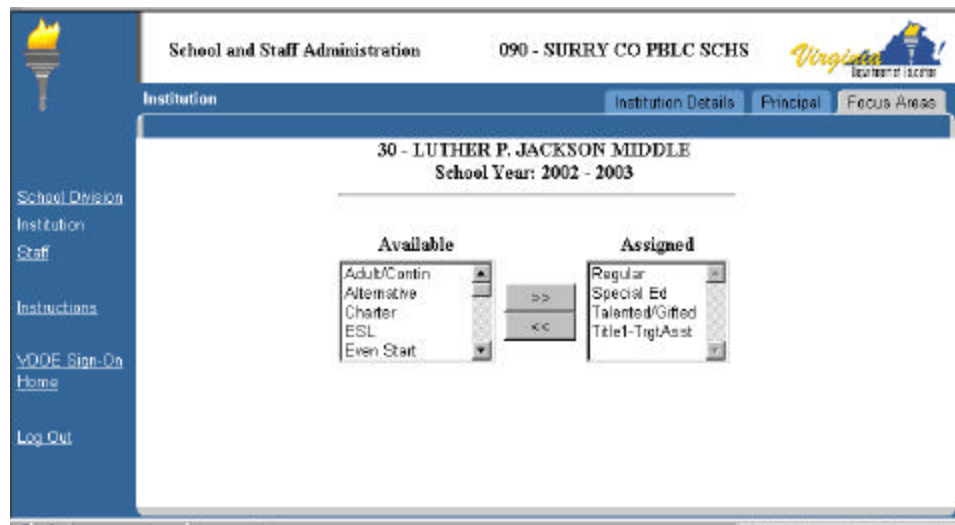 School and Staff Administration 090 - SURRY CO PBLC SCHS Virginia
Institution Institution Details Principal Focus Areas
30 - LUTHER P. JACKSON MIDDLE
School Year: 2002 - 2003
School Division
Institution
Staff
Instructions
VDOE Sign-On
Home
Log Out
Available
Adult/Contin
Alternative
Charter
ESL
Even Start
>>
<<
Assigned
Regular
Special Ed
Talented/Gifted
Title1-TrgtAsst